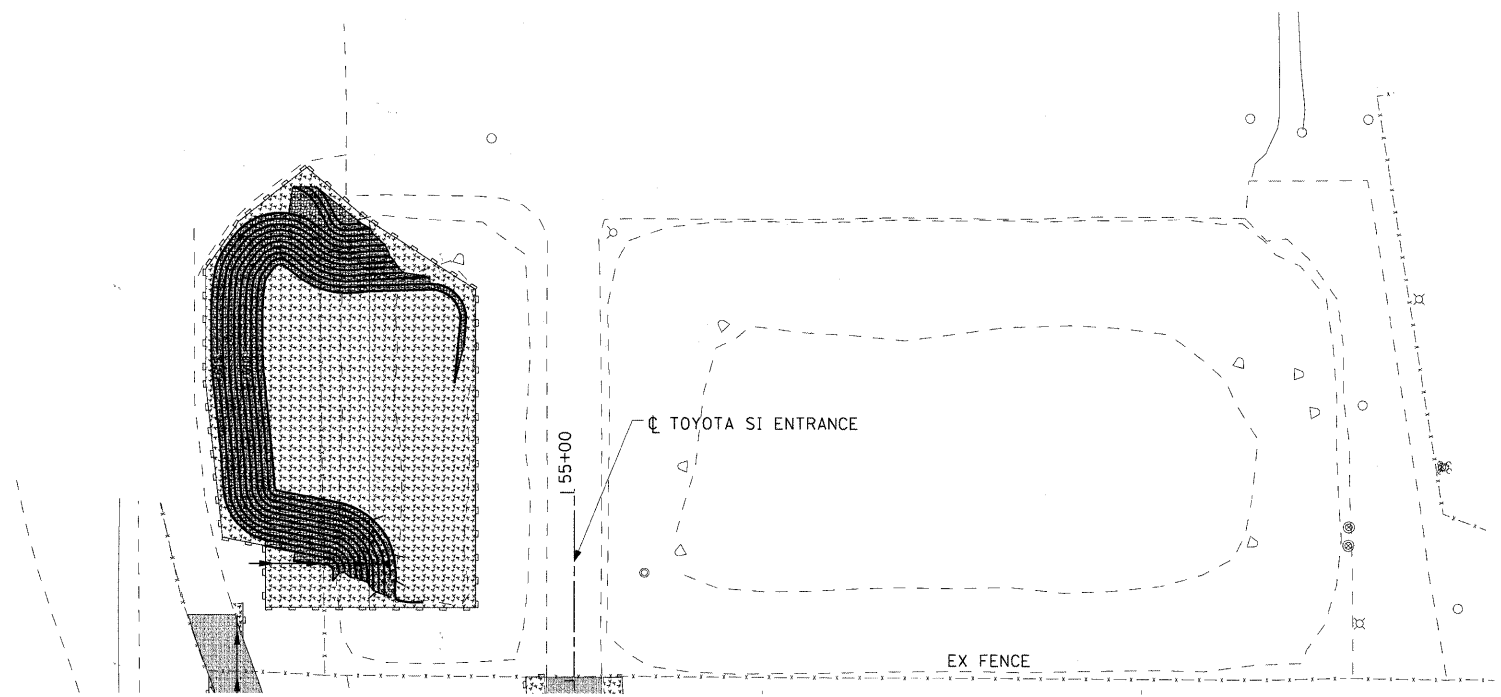 ℄ TOYOTA SI ENTRANCE
55+00
EX FENCE